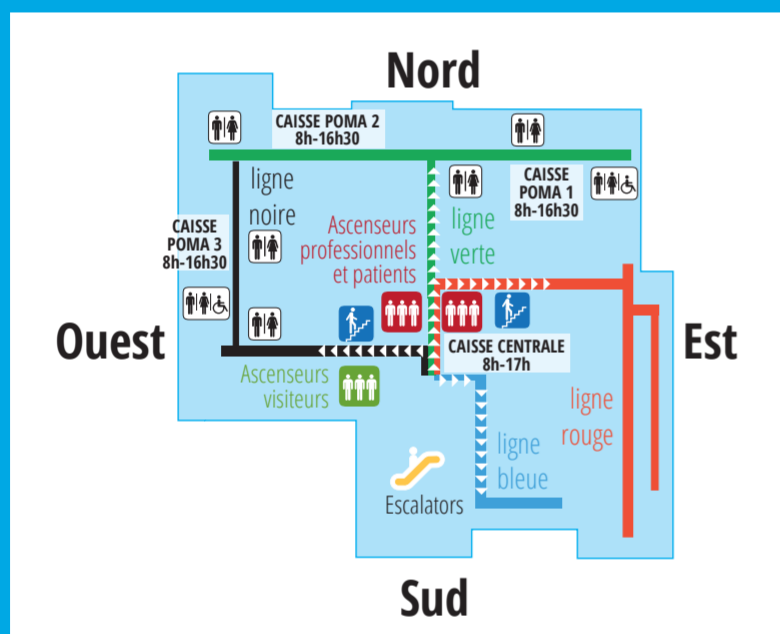 Nord
CAISSE POMA 2
8h-16h30
ligne
noire
CAISSE
POMA 1
8h-16h30
CAISSE
POMA 3
8h-16h30
Ascenseurs
professionnels
et patients
ligne
verte
Ouest
Est
CAISSE CENTRALE
8h-17h
Ascenseurs
visiteurs
ligne
rouge
ligne
bleue
Escalators
Sud